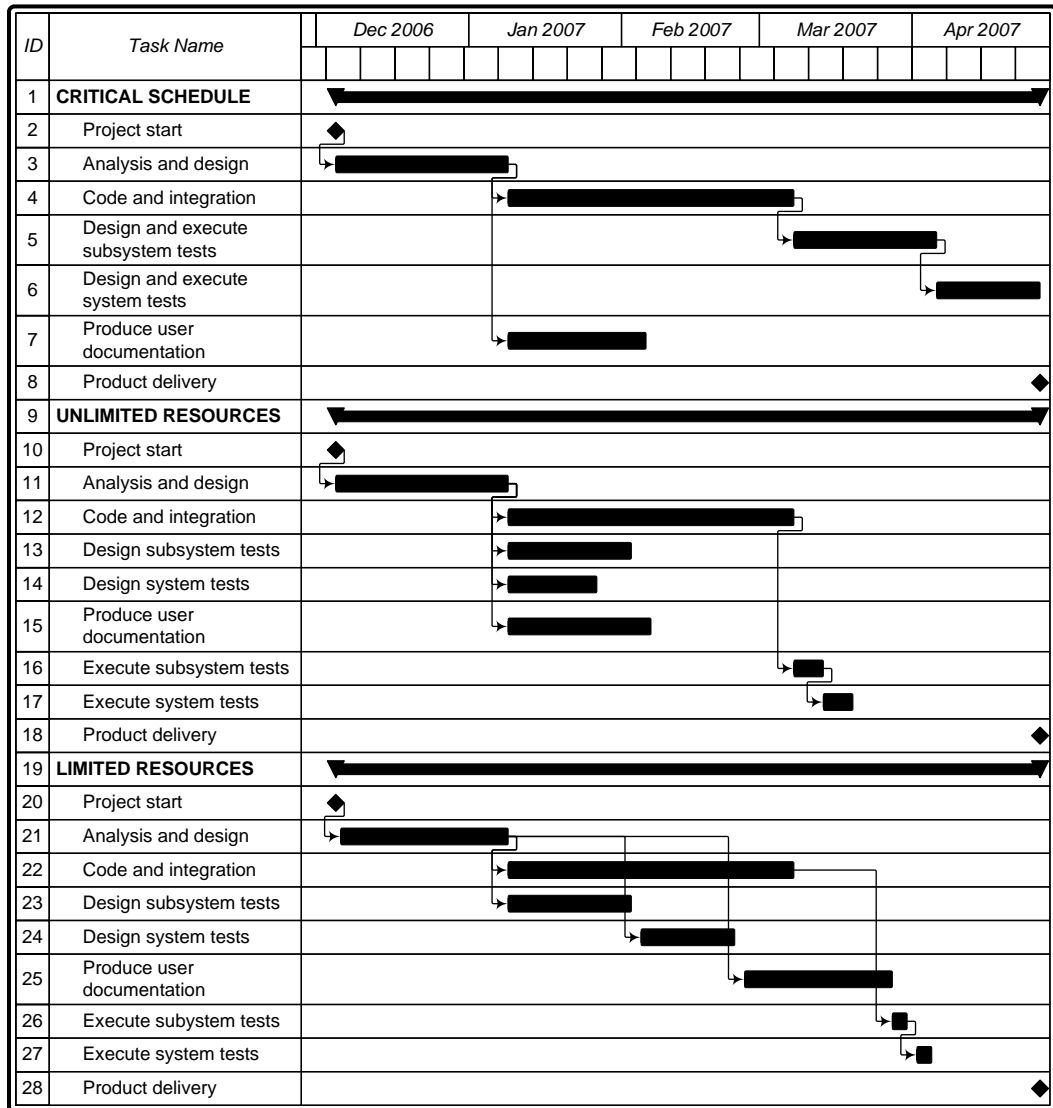 ID Task Name Dec 2006 Jan 2007 Feb 2007 Mar 2007 Apr 2007
1 CRITICAL SCHEDULE
2 Project start
3 Analysis and design
4 Code and integration
5 Design and execute
subsystem tests
6 Design and execute
system tests
7 Produce user
documentation
8 Product delivery
9 UNLIMITED RESOURCES
10 Project start
11 Analysis and design
12 Code and integration
13 Design subsystem tests
14 Design system tests
15 Produce user
documentation
16 Execute subsystem tests
17 Execute system tests
18 Product delivery
19 LIMITED RESOURCES
20 Project start
21 Analysis and design
22 Code and integration
23 Design subsystem tests
24 Design system tests
25 Produce user
documentation
26 Execute subystem tests
27 Execute system tests
28 Product delivery